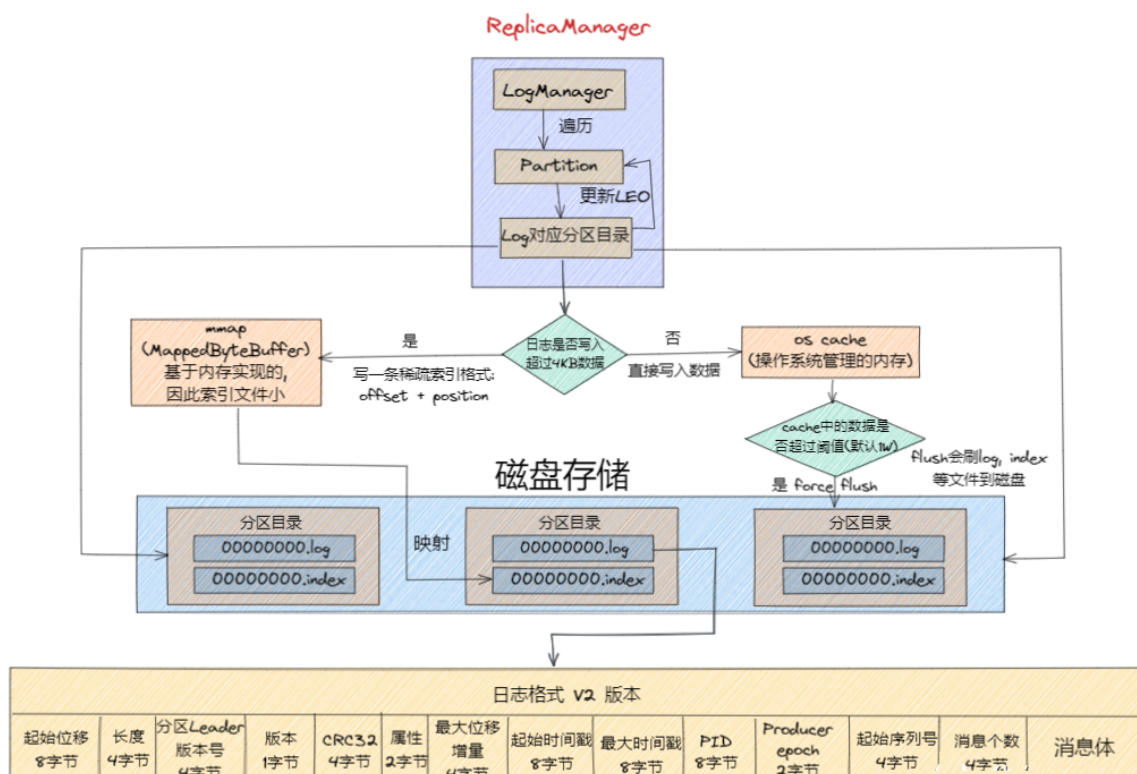 ReplicaManager
LogManager
遍历
Partition
更新LEO
Log对应分区目录
mmap
(MappedByteBuffer)
基于内存实现的,
因此索引文件小
是
写一条稀疏索引格式:
offset + position
日志是否写入
超过4KB数据
否
直接写入数据
os cache
(操作系统管理的内存)
cache中的数据是
否超过阈值(默认1W)
flush会刷log, index
等文件到磁盘
是 force flush
磁盘存储
映射
分区目录
00000000.log
00000000.index
分区目录
00000000.log
00000000.index
分区目录
00000000.log
00000000.index
日志格式 V2 版本
起始位移
8字节
长度
4字节
分区Leader
版本号
4字节
版本
1字节
CRC32
4字节
属性
2字节
最大位移
增量
4字节
起始时间戳
8字节
最大时间戳
8字节
PID
8字节
Producer
epoch
2字节
起始序列号
4字节
消息个数
4字节
消息体